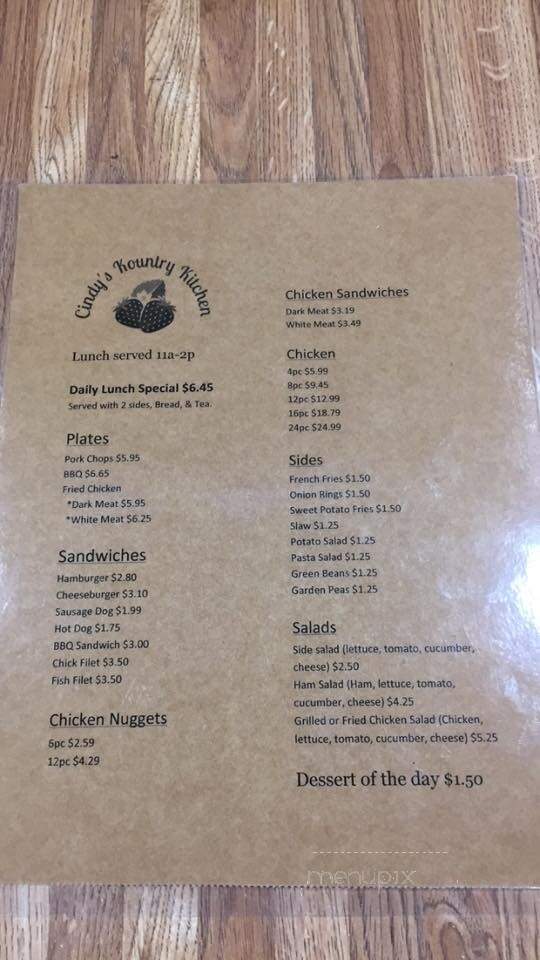 Cindy's Kountry Kitchen
Lunch served 11a-2p
Daily Lunch Special $6.45
Served with 2 sides, Bread, & Tea.
Plates
Pork Chops $5.95
BBQ $6.65
Fried Chicken
*Dark Meat $5.95
*White Meat $6.25
Sandwiches
Hamburger $2.80
Cheeseburger $3.10
Sausage Dog $1.99
Hot Dog $1.75
BBQ Sandwich $3.00
Chick Filet $3.50
Fish Filet $3.50
Chicken Nuggets
6pc $2.59
12pc $4.29
Chicken Sandwiches
Dark Meat $3.19
White Meat $3.49
Chicken
4pc $5.99
8pc $9.45
12pc $12.99
16pc $18.79
24pc $24.99
Sides
French Fries $1.50
Onion Rings $1.50
Sweet Potato Fries $1.50
Slaw $1.25
Potato Salad $1.25
Pasta Salad $1.25
Green Beans $1.25
Garden Peas $1.25
Salads
Side salad (lettuce, tomato, cucumber,
cheese) $2.50
Ham Salad (Ham, lettuce, tomato,
cucumber, cheese) $4.25
Grilled or Fried Chicken Salad (Chicken,
lettuce, tomato, cucumber, cheese) $5.25
Dessert of the day $1.50
menupix